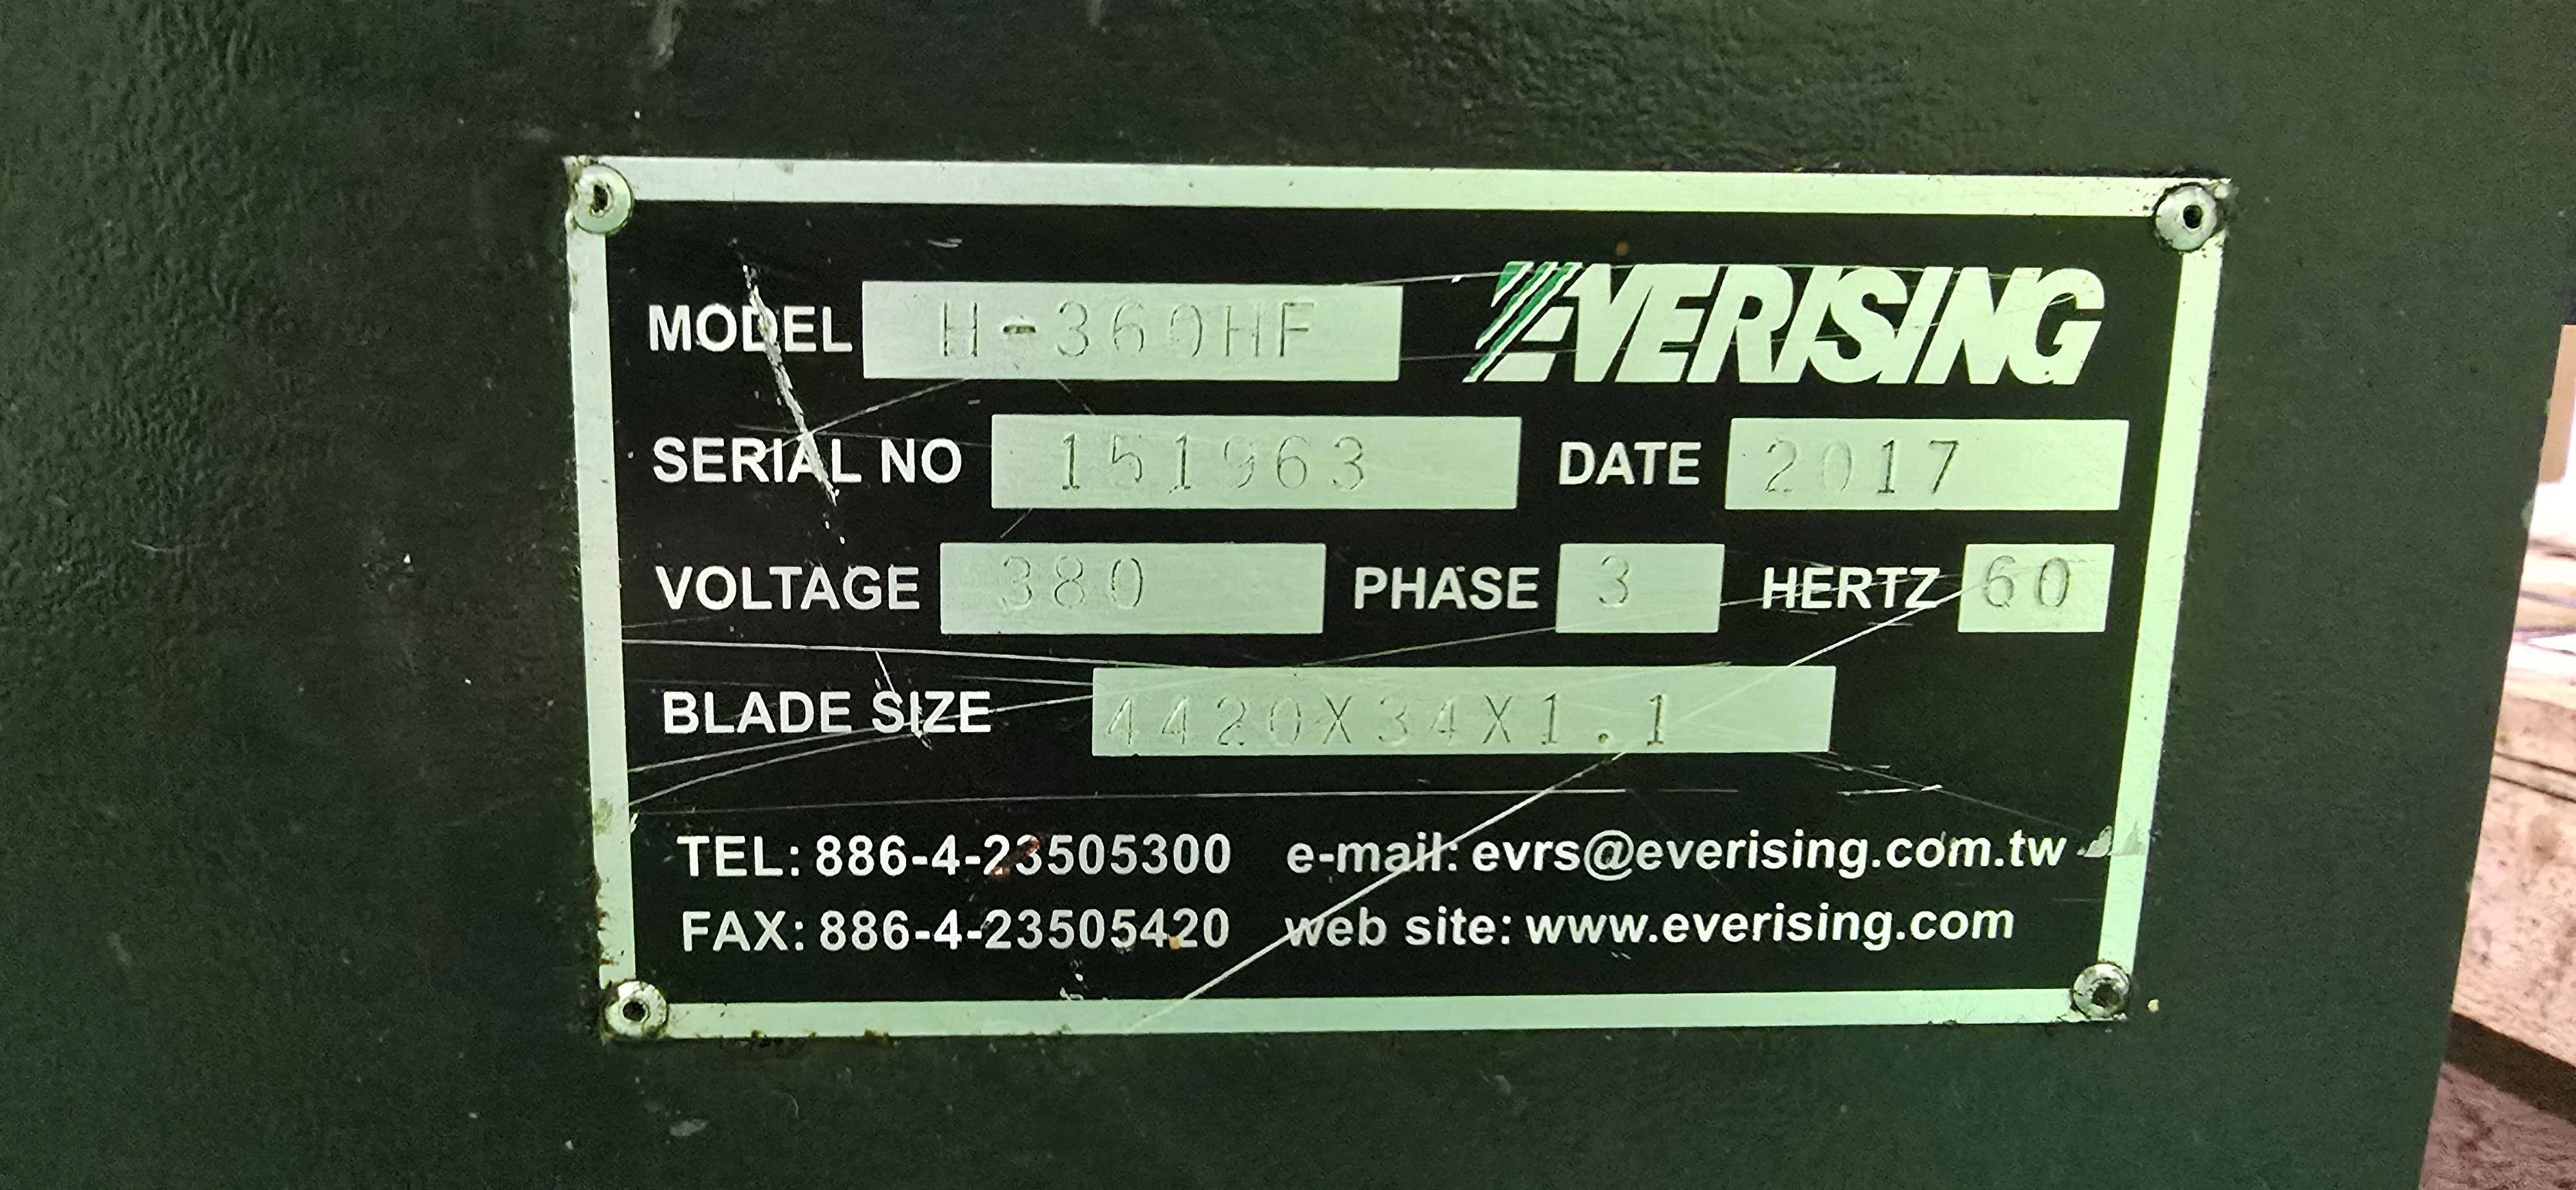 MODEL H-360HF EVERISING
SERIAL NO 151963 DATE 2017
VOLTAGE 380 PHASE 3 HERTZ 60
BLADE SIZE 4420X34X1.1
TEL: 886-4-23505300 e-mail: evrs@everising.com.tw
FAX: 886-4-23505420 web site: www.everising.com